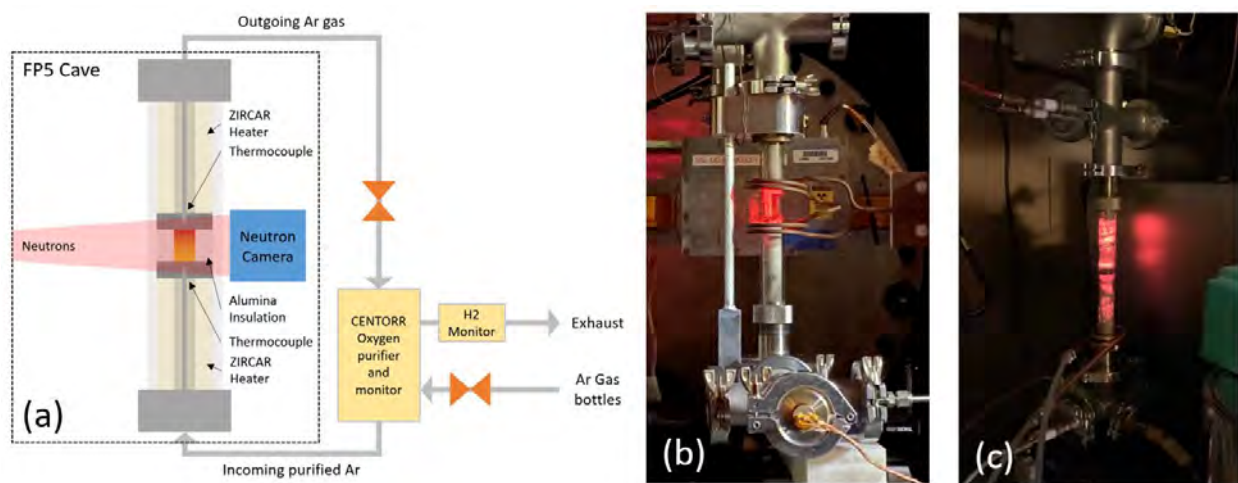 Outgoing Ar gas
FP5 Cave
ZIRCAR
Heater
Thermocouple
Neutrons
Neutron
Camera
Alumina
Insulation
Thermocouple
ZIRCAR
Heater
CENTORR
Oxygen
purifier
and
monitor
H2
Monitor
Exhaust
Ar Gas
bottles
Incoming purified Ar
(a)
(b)
(c)